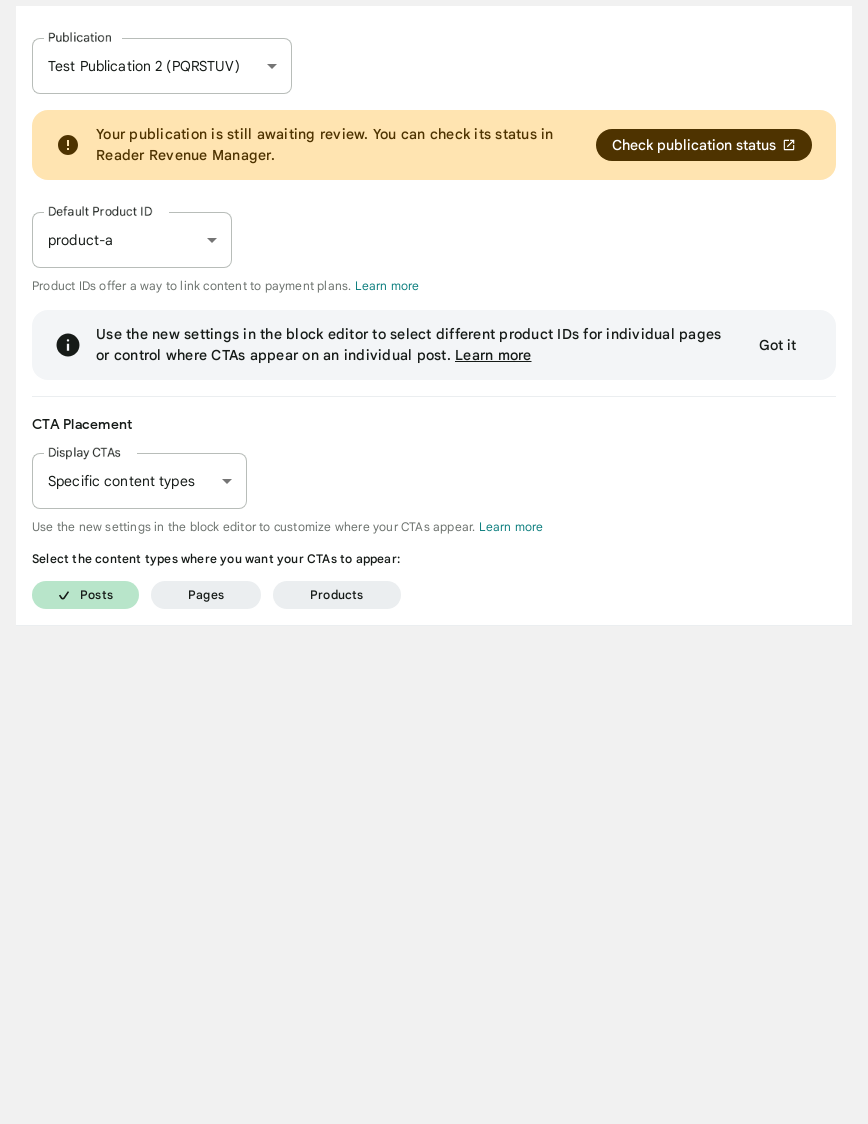 Publication
Test Publication 2 (PQRSTUV)
Your publication is still awaiting review. You can check its status in
Reader Revenue Manager.
Check publication status
Default Product ID
product-a
Product IDs offer a way to link content to payment plans. Learn more
Use the new settings in the block editor to select different product IDs for individual pages
or control where CTAs appear on an individual post. Learn more
Got it
CTA Placement
Display CTAs
Specific content types
Use the new settings in the block editor to customize where your CTAs appear. Learn more
Select the content types where you want your CTAs to appear:
Posts
Pages
Products